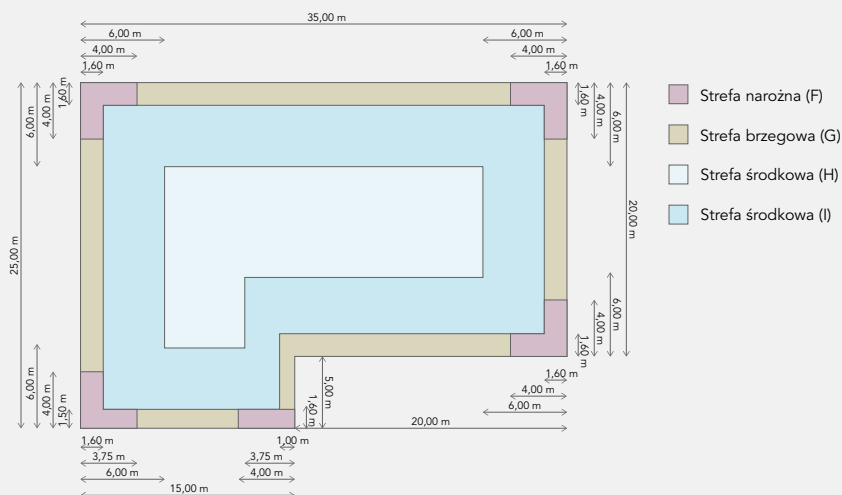 35,00 m
6,00 m
6,00 m
4,00 m
4,00 m
1,60 m
1,60 m
1,60 m
4,00 m
6,00 m
25,00 m
1,60 m
4,00 m
6,00 m
20,00 m
Strefa narożna (F)
Strefa brzegowa (G)
Strefa środkowa (H)
Strefa środkowa (I)
6,00 m
4,00 m
1,50 m
1,60 m
4,00 m
6,00 m
1,60 m
4,00 m
6,00 m
5,00 m
1,60 m
20,00 m
1,60 m
1,00 m
3,75 m
3,75 m
6,00 m
4,00 m
15,00 m